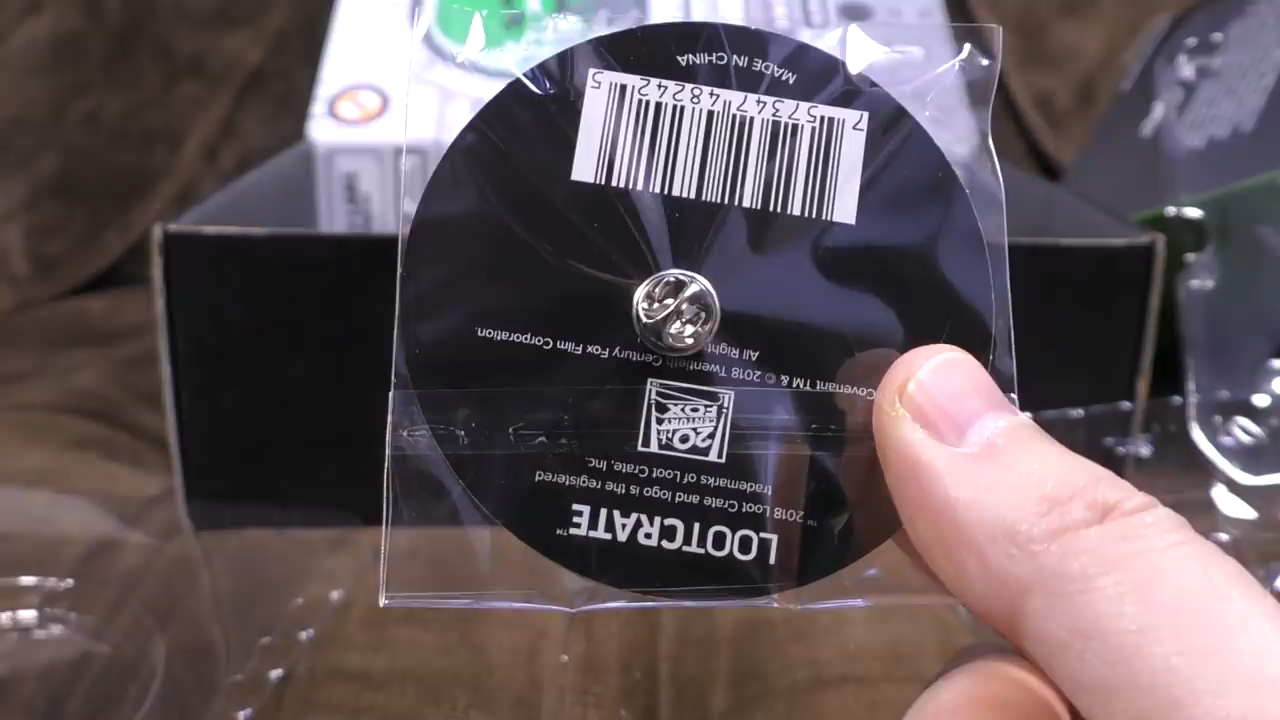 LOOTCRATE™
™ 2018 Loot Crate and logo is the registered
trademarks of Loot Crate, Inc.
20th
CENTURY
FOX
Covenant TM & © 2018 Twentieth Century Fox Film Corporation.
All Right
7 57347 48242 5
MADE IN CHINA